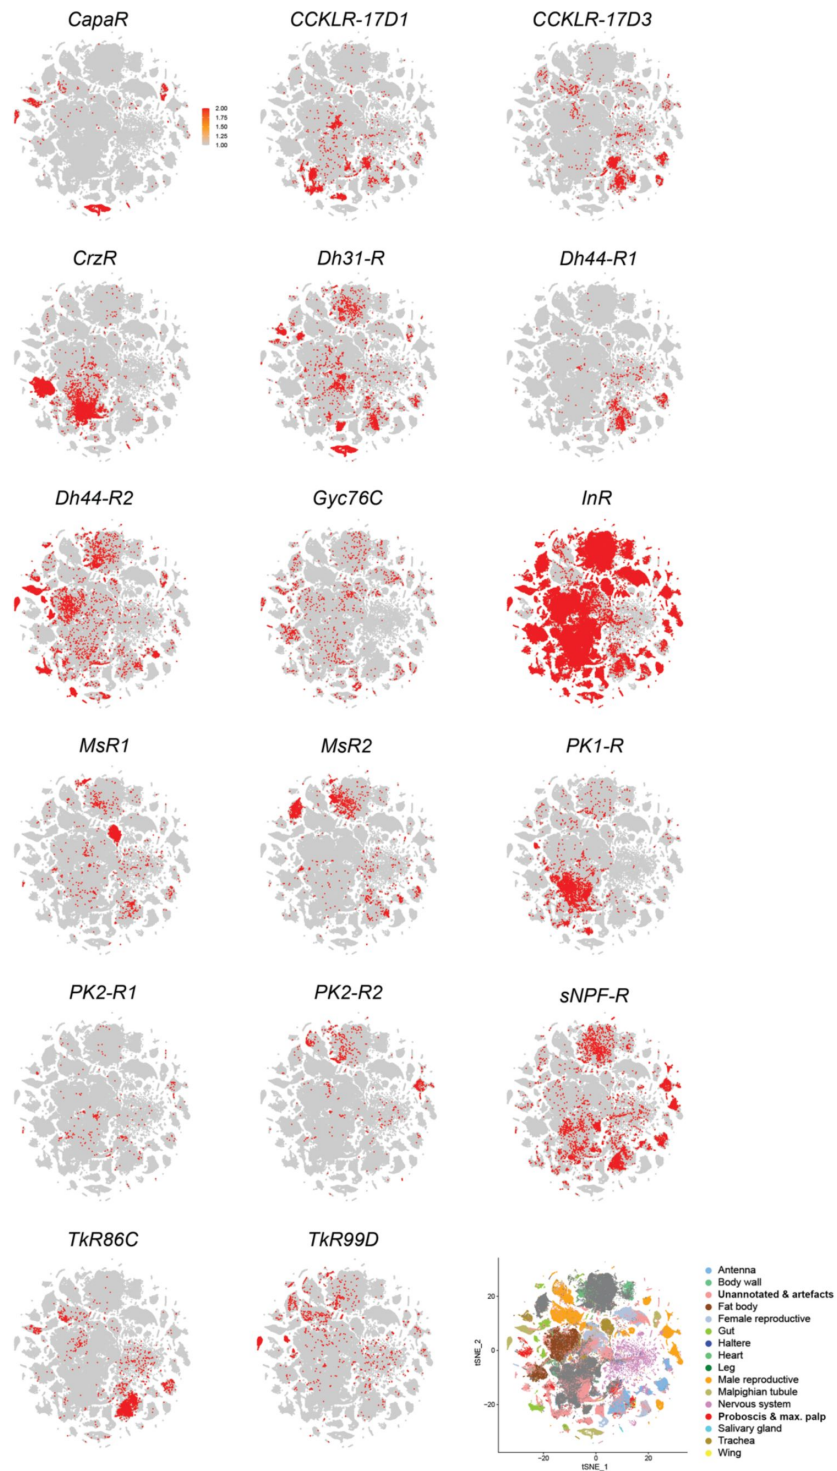 CapaR
CCKLR-17D1
CCKLR-17D3
2.00
1.75
1.50
1.25
1.00
CrzR
Dh31-R
Dh44-R1
Dh44-R2
Gyc76C
InR
MsR1
MsR2
PK1-R
PK2-R1
PK2-R2
sNPF-R
TkR86C
TkR99D
tSNE_2
20
0
−20
−20
0
20
tSNE_1
Antenna
Body wall
Unannotated & artefacts
Fat body
Female reproductive
Gut
Haltere
Heart
Leg
Male reproductive
Malpighian tubule
Nervous system
Proboscis & max. palp
Salivary gland
Trachea
Wing